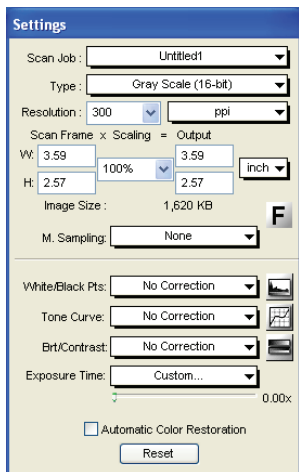 Settings
Scan Job : Untitled1
Type : Gray Scale (16-bit)
Resolution : 300 ppi
Scan Frame x Scaling = Output
W: 3.59 100% 3.59 inch
H: 2.57 2.57
Image Size : 1,620 KB
F
M. Sampling: None
White/Black Pts: No Correction
Tone Curve: No Correction
Brt/Contrast: No Correction
Exposure Time: Custom...
0.00x
Automatic Color Restoration
Reset